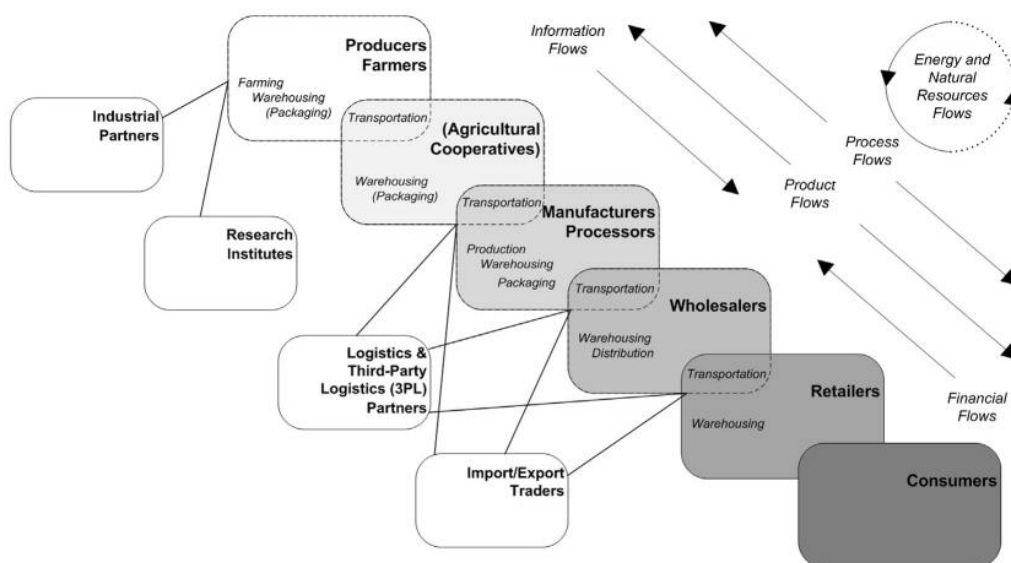 Producers
Farmers
Farming
Warehousing
(Packaging)
Industrial
Partners
Transportation
(Agricultural
Cooperatives)
Warehousing
(Packaging)
Research
Institutes
Transportation
Manufacturers
Processors
Production
Warehousing
Packaging
Transportation
Wholesalers
Warehousing
Distribution
Logistics &
Third-Party
Logistics (3PL)
Partners
Transportation
Retailers
Warehousing
Import/Export
Traders
Consumers
Information
Flows
Energy and
Natural
Resources
Flows
Process
Flows
Product
Flows
Financial
Flows